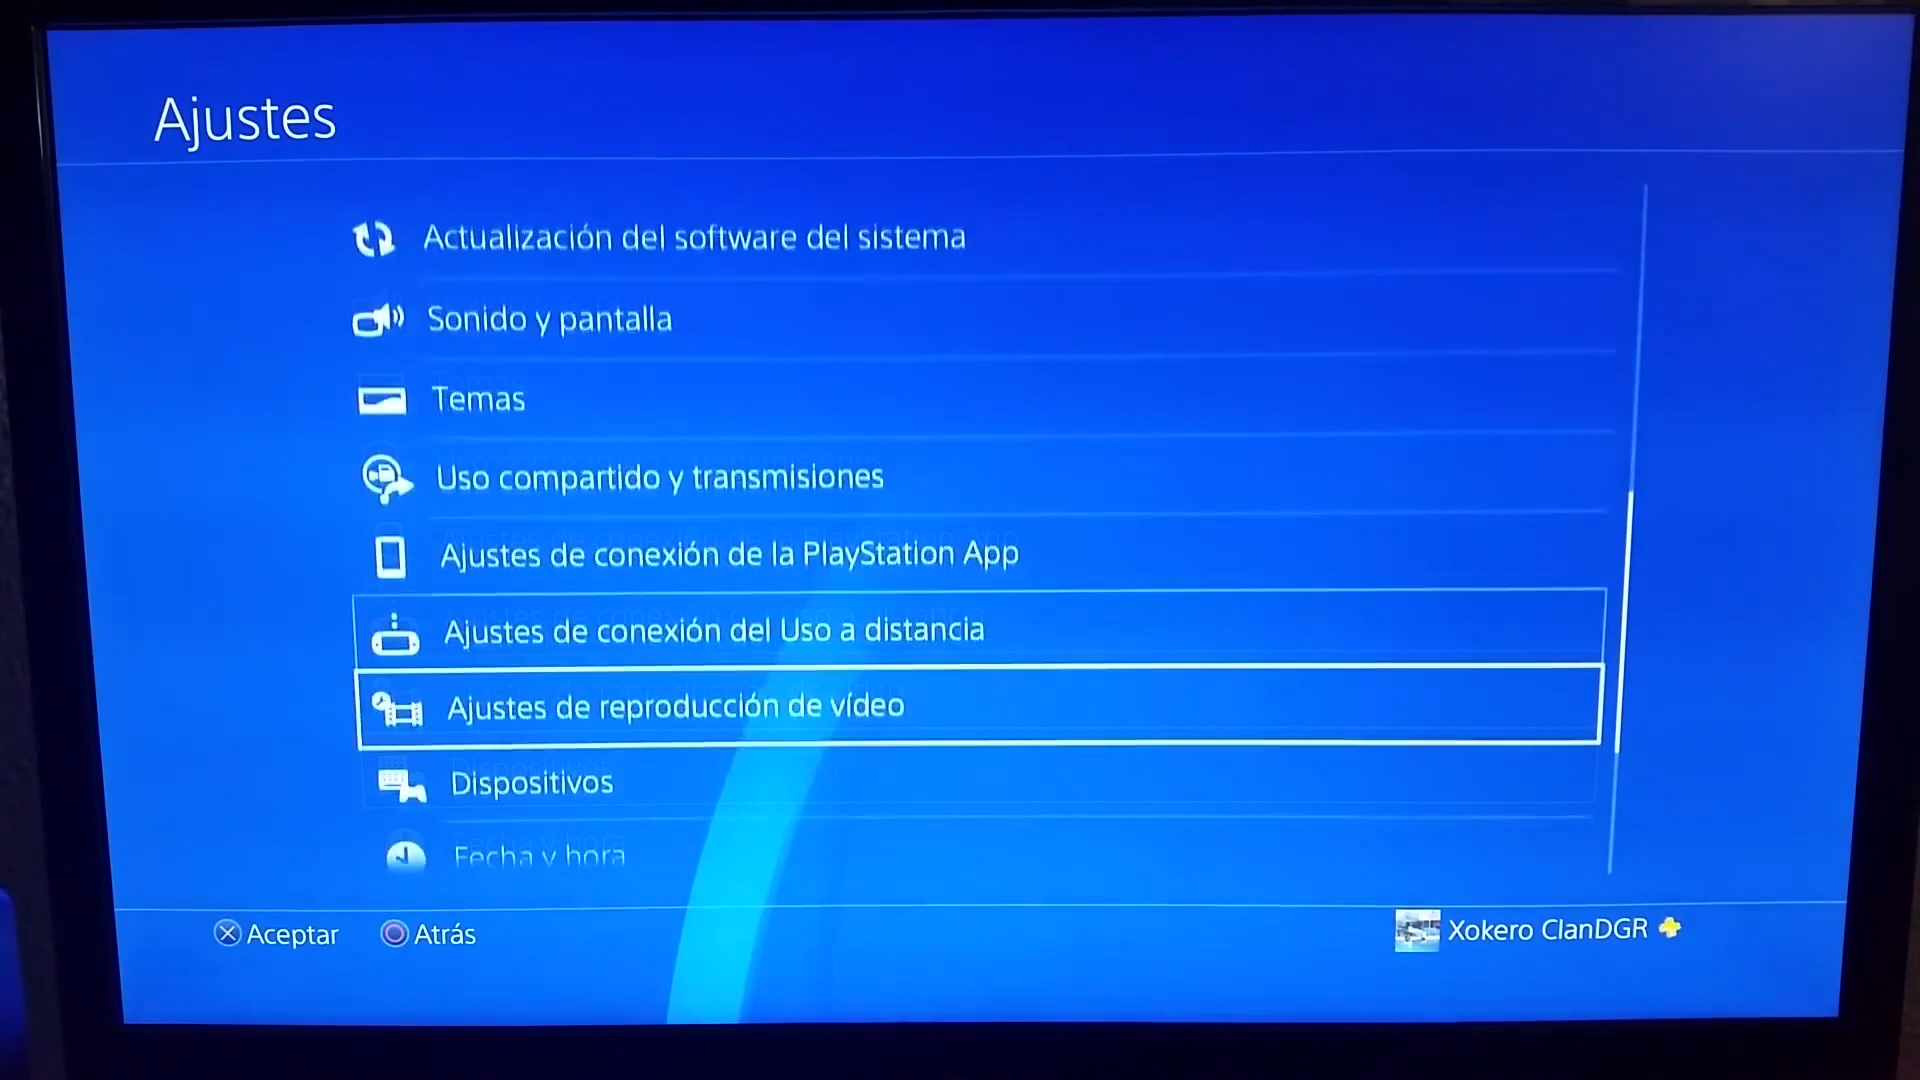 Ajustes
Actualización del software del sistema
Sonido y pantalla
Temas
Uso compartido y transmisiones
Ajustes de conexión de la PlayStation App
Ajustes de conexión del Uso a distancia
Ajustes de reproducción de vídeo
Dispositivos
Fecha y hora
Aceptar Atrás
Xokero ClanDGR